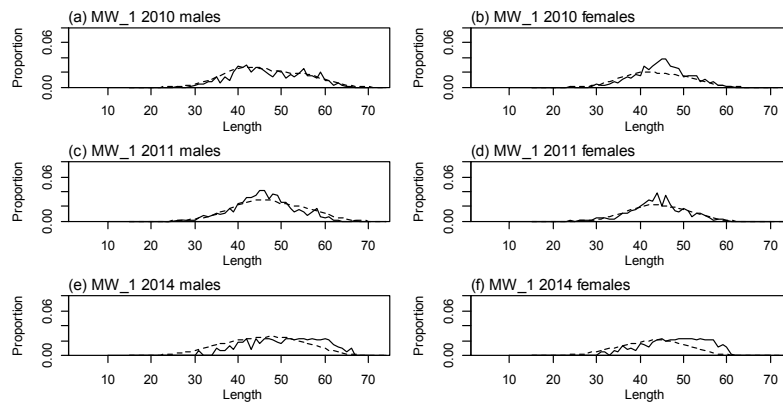 (a) MW_1 2010 males
Proportion
0.06
0.00
10 20 30 40 50 60 70
Length
(b) MW_1 2010 females
Proportion
0.06
0.00
10 20 30 40 50 60 70
Length
(c) MW_1 2011 males
Proportion
0.06
0.00
10 20 30 40 50 60 70
Length
(d) MW_1 2011 females
Proportion
0.06
0.00
10 20 30 40 50 60 70
Length
(e) MW_1 2014 males
Proportion
0.06
0.00
10 20 30 40 50 60 70
Length
(f) MW_1 2014 females
Proportion
0.06
0.00
10 20 30 40 50 60 70
Length